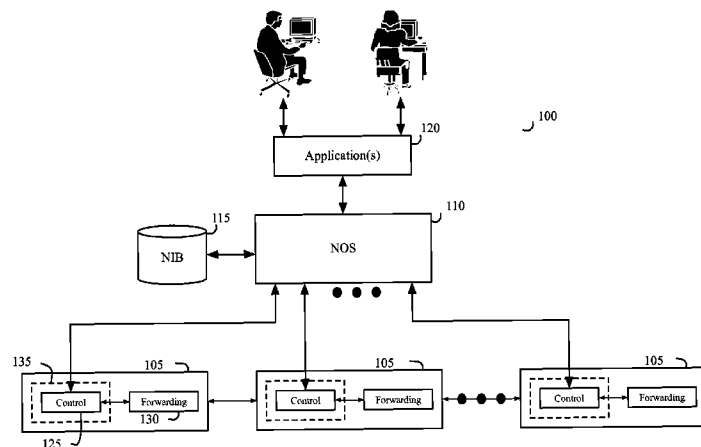 100
120
Application(s)
110
115
NOS
NIB
135
105
105
105
Control
Forwarding
Control
Forwarding
Control
Forwarding
130
125